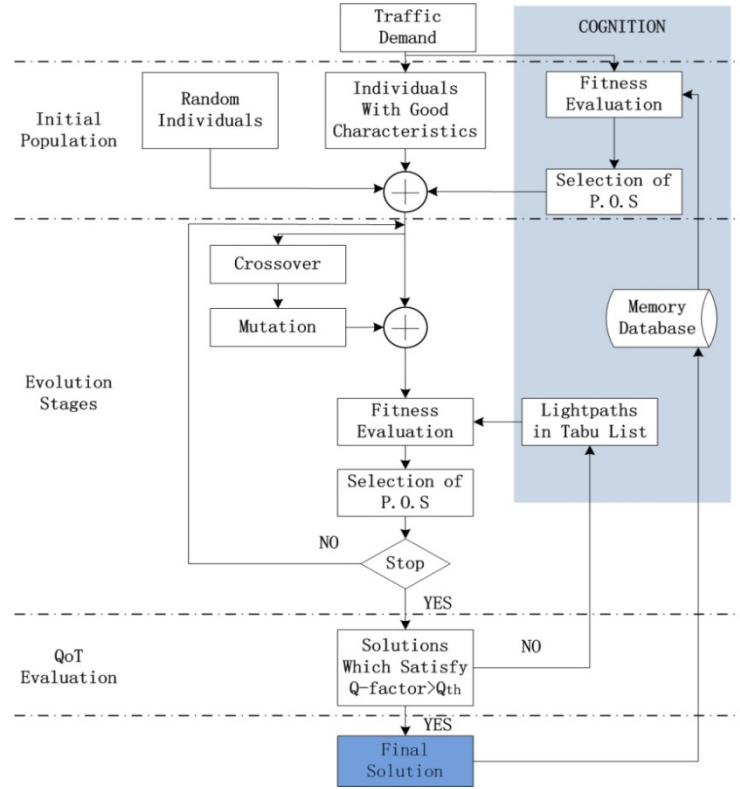 Traffic
Demand
COGNITION
Initial
Population
Random
Individuals
Individuals
With Good
Characteristics
Fitness
Evaluation
Selection of
P.O.S
Crossover
Mutation
Memory
Database
Evolution
Stages
Fitness
Evaluation
Lightpaths
in Tabu List
Selection of
P.O.S
NO
Stop
YES
QoT
Evaluation
Solutions
Which Satisfy
Q-factor>Qth
NO
YES
Final
Solution